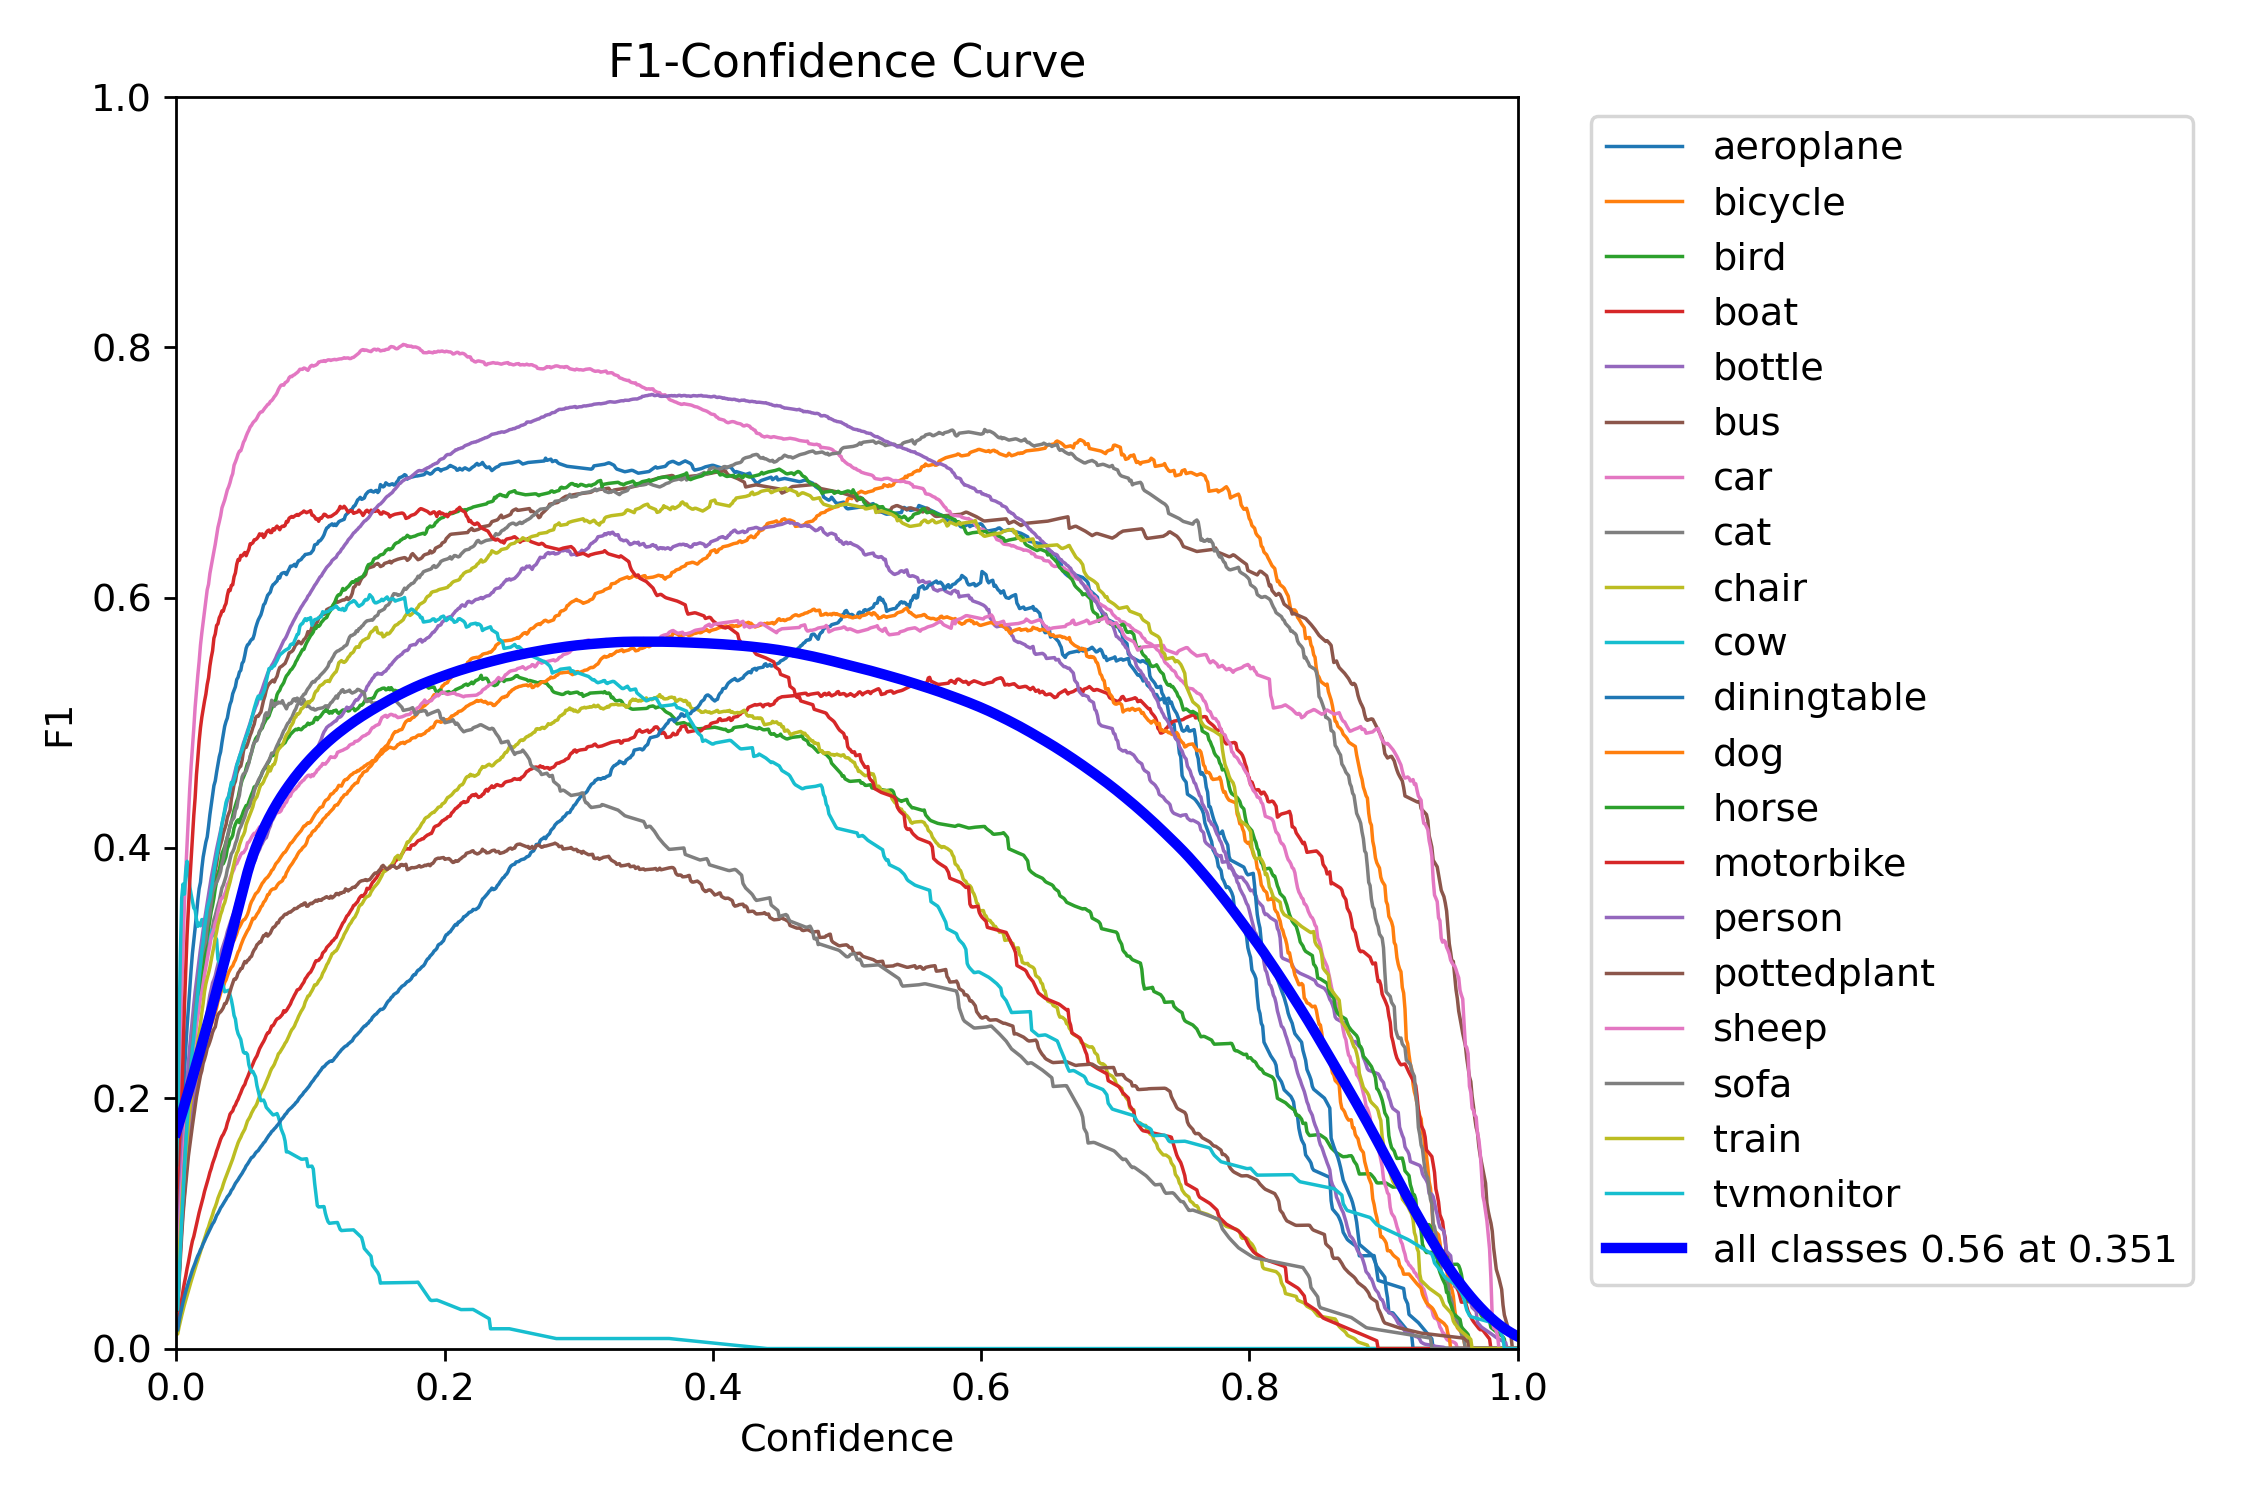 F1-Confidence Curve
1.0
0.8
0.6
0.4
0.2
0.0
F1
0.0 0.2 0.4 0.6 0.8 1.0
Confidence
aeroplane
bicycle
bird
boat
bottle
bus
car
cat
chair
cow
diningtable
dog
horse
motorbike
person
pottedplant
sheep
sofa
train
tvmonitor
all classes 0.56 at 0.351